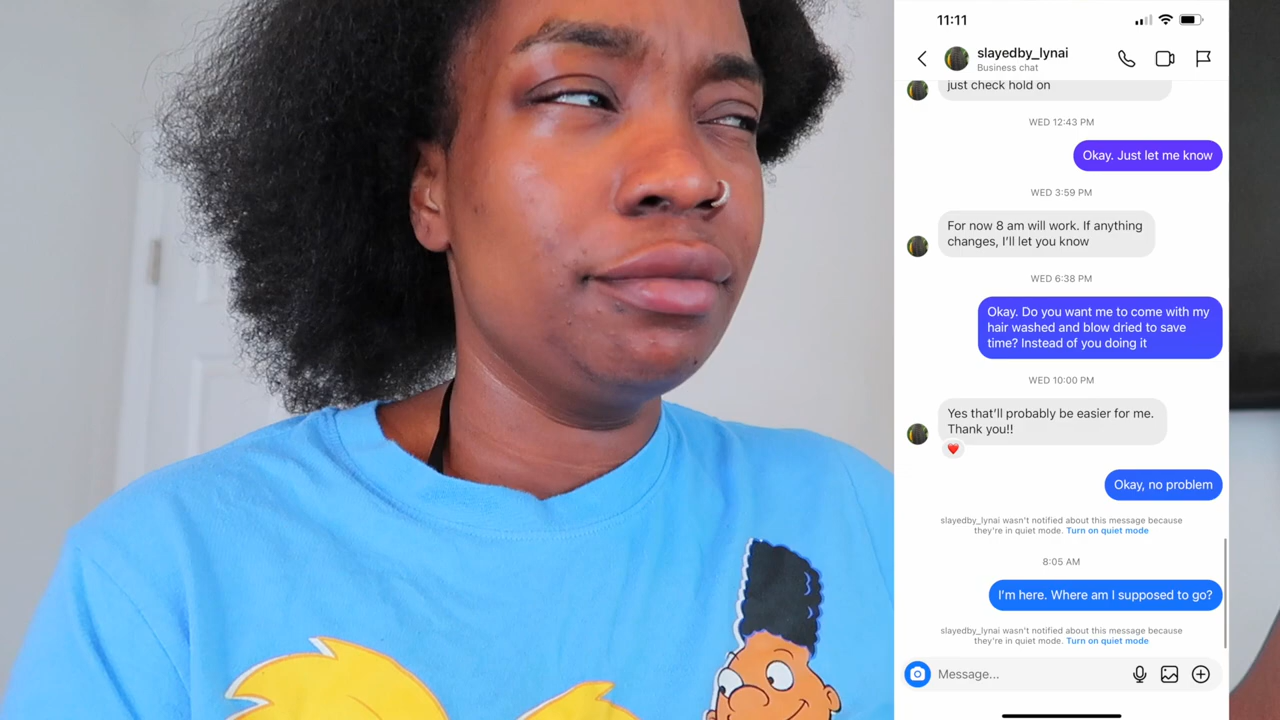 11:11
slayedby_lynai
Business chat
just check hold on
WED 12:43 PM
Okay. Just let me know
WED 3:59 PM
For now 8 am will work. If anything
changes, I'll let you know
WED 6:38 PM
Okay. Do you want me to come with my
hair washed and blow dried to save
time? Instead of you doing it
WED 10:00 PM
Yes that'll probably be easier for me.
Thank you!!
Okay, no problem
slayedby_lynai wasn't notified about this message because
they're in quiet mode. Turn on quiet mode
8:05 AM
I'm here. Where am I supposed to go?
slayedby_lynai wasn't notified about this message because
they're in quiet mode. Turn on quiet mode
Message...